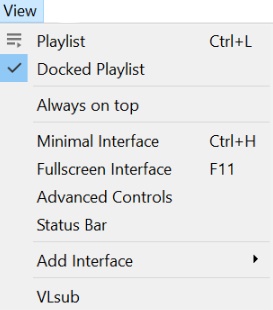 View
Playlist Ctrl+L
Docked Playlist
Always on top
Minimal Interface Ctrl+H
Fullscreen Interface F11
Advanced Controls
Status Bar
Add Interface
VLsub